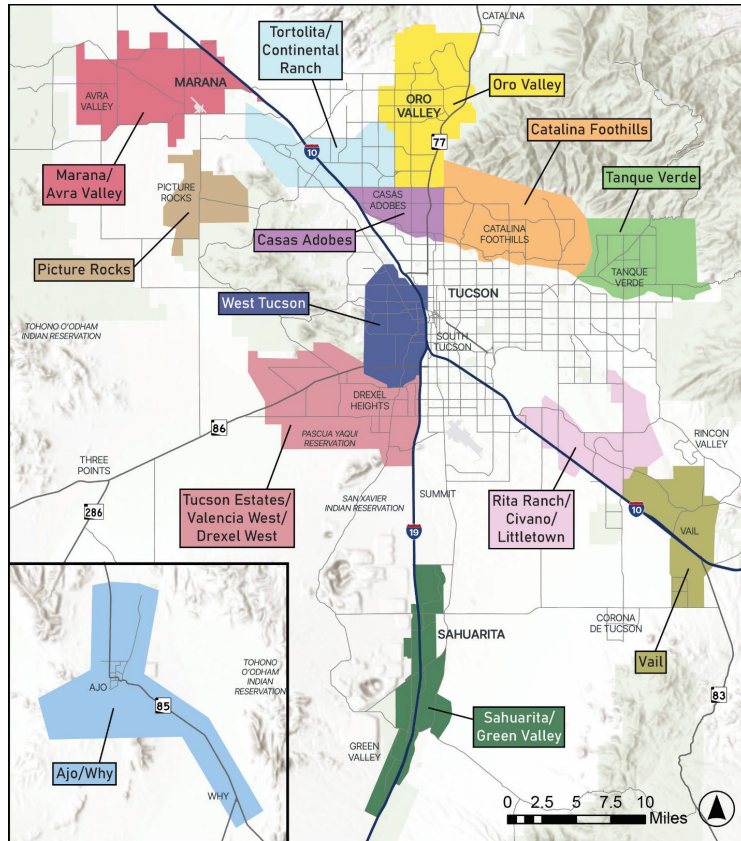 CATALINA
Tortolita/
Continental
Ranch
MARANA
AVRA
VALLEY
ORO
VALLEY
Oro Valley
77
Catalina Foothills
10
Marana/
Avra Valley
PICTURE
ROCKS
CASAS
ADOBES
Tanque Verde
CATALINA
FOOTHILLS
Casas Adobes
Picture Rocks
TANQUE
VERDE
West Tucson
TUCSON
TOHONO O'ODHAM
INDIAN RESERVATION
SOUTH
TUCSON
DREXEL
HEIGHTS
86
PASCUA YAQUI
RESERVATION
RINCON
VALLEY
THREE
POINTS
Tucson Estates/
Valencia West/
Drexel West
SAN XAVIER
INDIAN RESERVATION
SUMMIT
Rita Ranch/
Civano/
Littletown
286
10
19
VAIL
CORONA
DE TUCSON
SAHUARITA
Vail
TOHONO
O'ODHAM
INDIAN
RESERVATION
AJO
85
83
Sahuarita/
Green Valley
GREEN
VALLEY
Ajo/Why
WHY
0 2.5 5 7.5 10
Miles